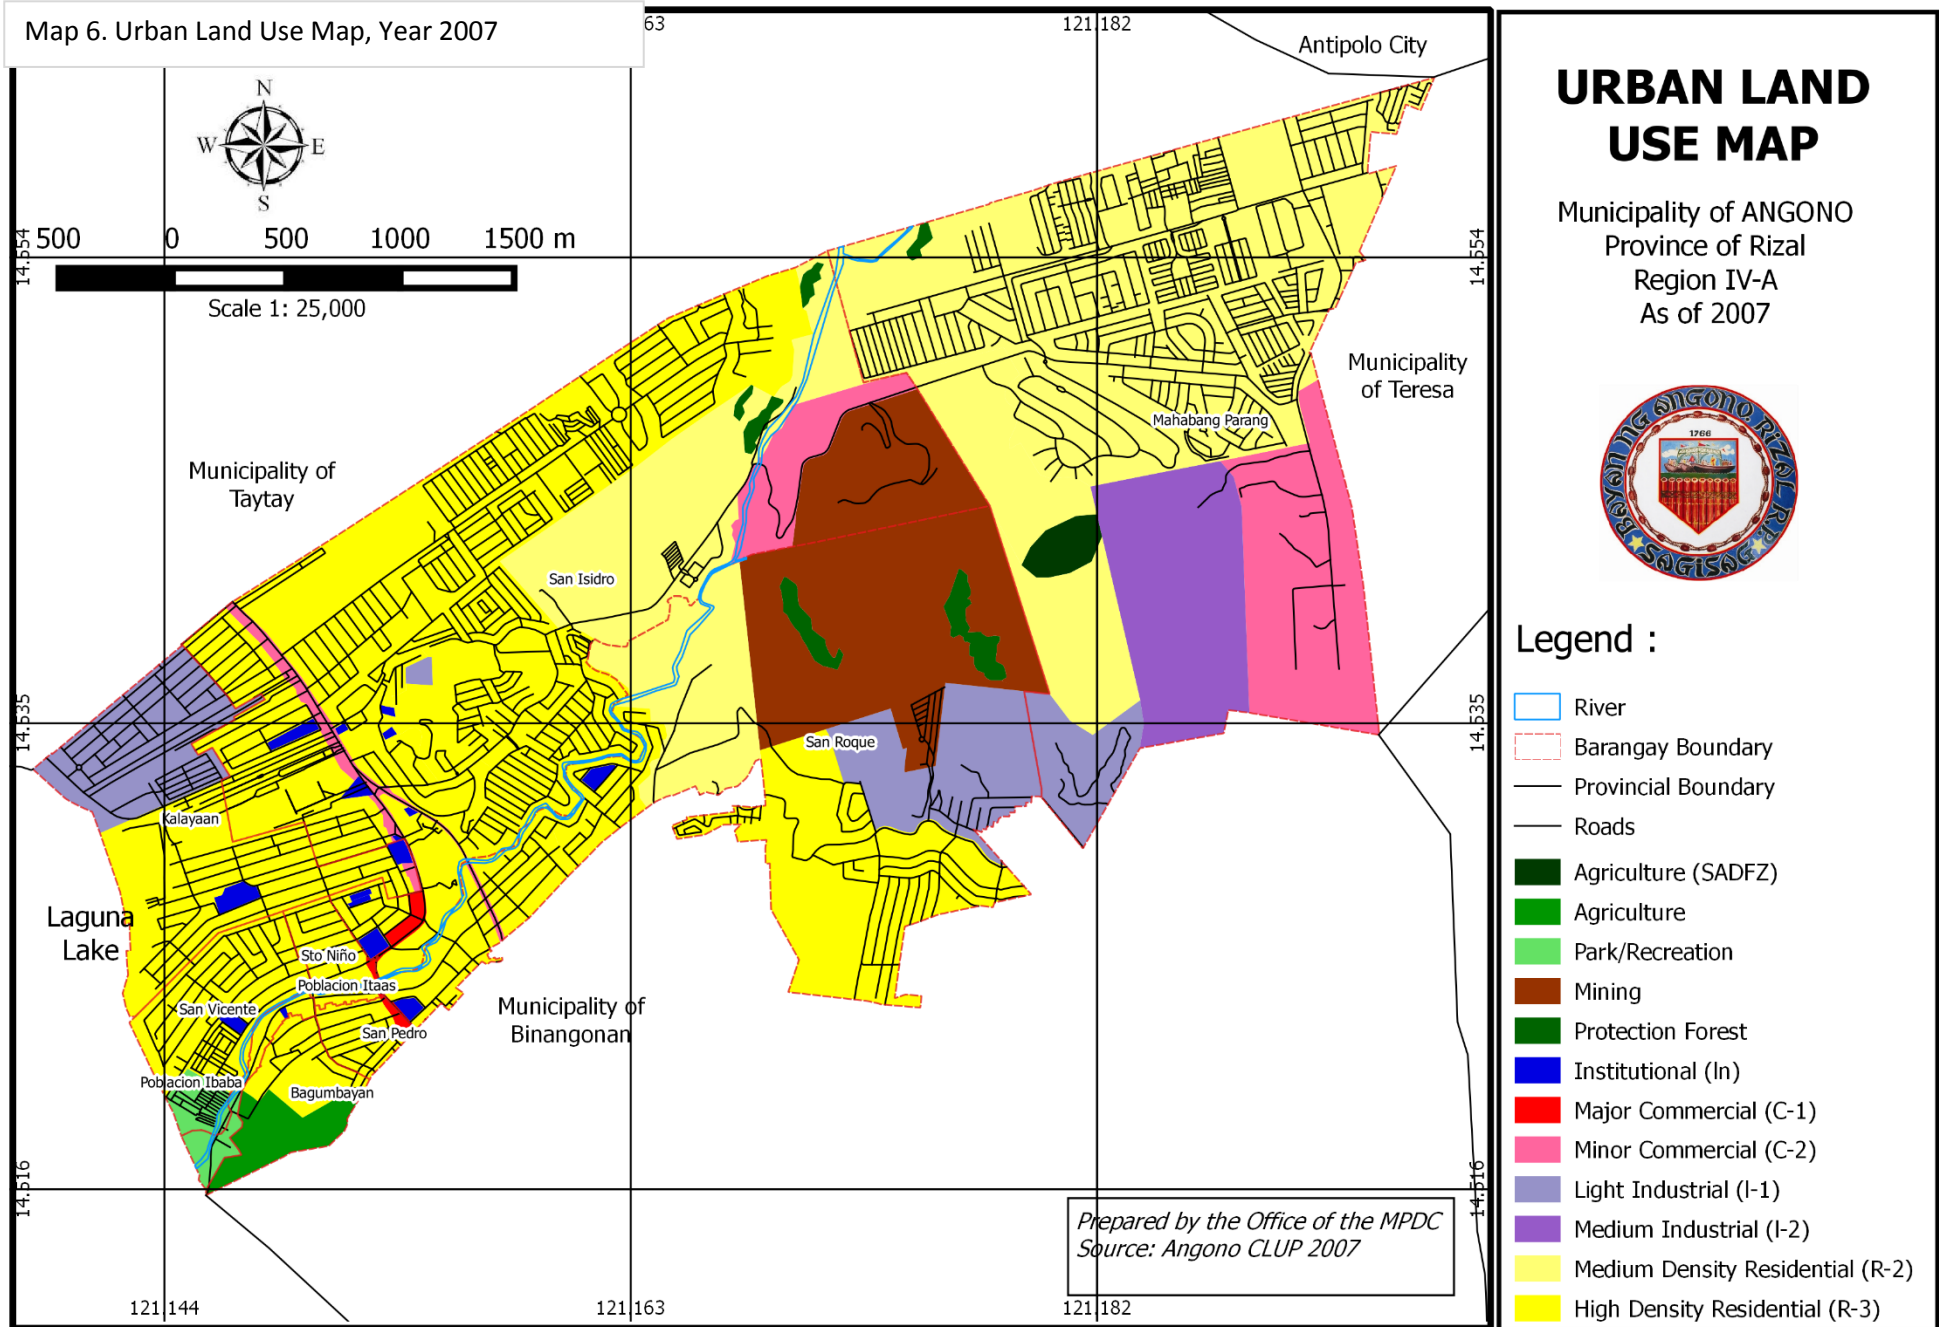 Map 6. Urban Land Use Map, Year 2007
63
121.182
Antipolo City
N
W
E
S
500 0 500 1000 1500 m
Scale 1: 25,000
14.554
14.554
Municipality of
Taytay
Municipality
of Teresa
Mahabang Parang
San Isidro
14.535
14.535
San Roque
Kalayaan
Laguna
Lake
Sto Niño
Poblacion Itaas
San Vicente
San Pedro
Municipality of
Binangonan
Poblacion Ibaba
Bagumbayan
14.516
14.516
Prepared by the Office of the MPDC
Source: Angono CLUP 2007
121.144
121.163
121.182
URBAN LAND
USE MAP
Municipality of ANGONO
Province of Rizal
Region IV-A
As of 2007
BAYAN NG ANGONO, RIZAL R.P.
1766
SAGISAG
Legend :
River
Barangay Boundary
Provincial Boundary
Roads
Agriculture (SADFZ)
Agriculture
Park/Recreation
Mining
Protection Forest
Institutional (In)
Major Commercial (C-1)
Minor Commercial (C-2)
Light Industrial (I-1)
Medium Industrial (I-2)
Medium Density Residential (R-2)
High Density Residential (R-3)